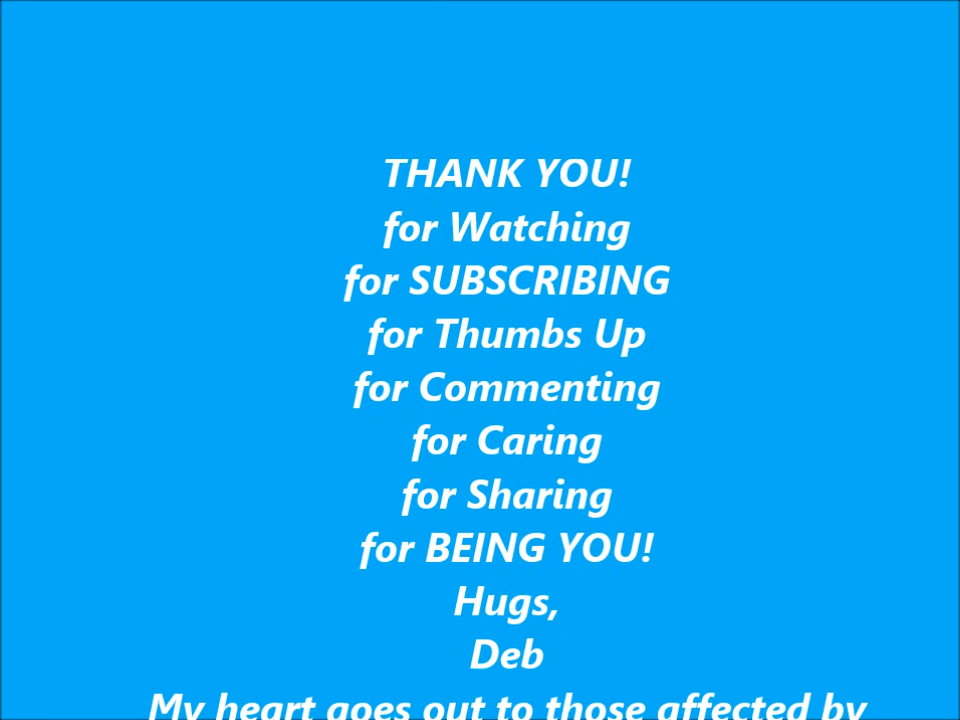 THANK YOU!
for Watching
for SUBSCRIBING
for Thumbs Up
for Commenting
for Caring
for Sharing
for BEING YOU!
Hugs,
Deb
My heart goes out to those affected by